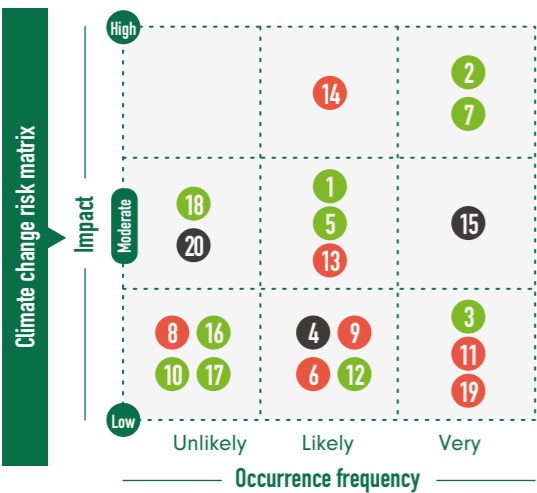 Climate change risk matrix
Impact
High
Moderate
Low
14
2
7
18
20
1
5
13
15
8 16
10 17
4 9
6 12
3
11
19
Unlikely Likely Very
Occurrence frequency